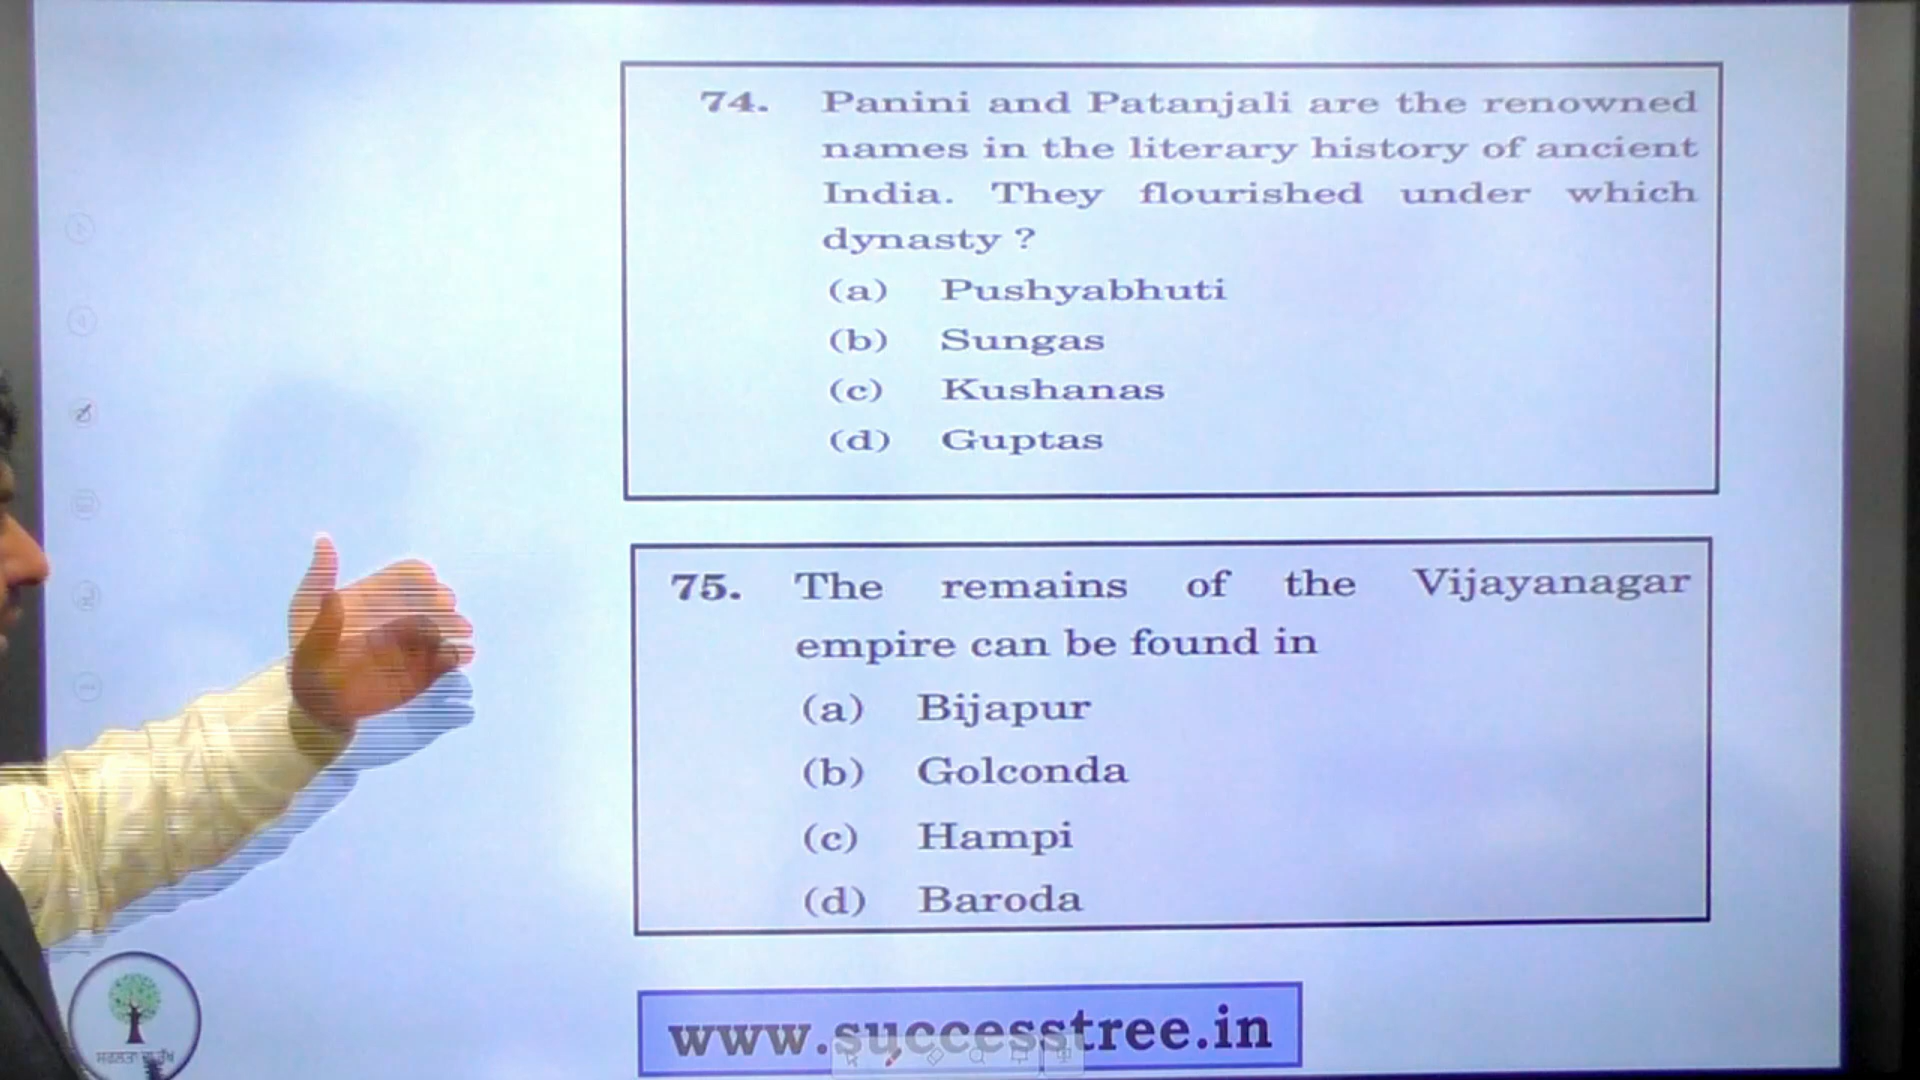 74. Panini and Patanjali are the renowned
names in the literary history of ancient
India. They flourished under which
dynasty ?
(a) Pushyabhuti
(b) Sungas
(c) Kushanas
(d) Guptas
75. The remains of the Vijayanagar
empire can be found in
(a) Bijapur
(b) Golconda
(c) Hampi
(d) Baroda
www.successtree.in
ਸਫਲਤਾ ਦਾ ਰੁੱਖ